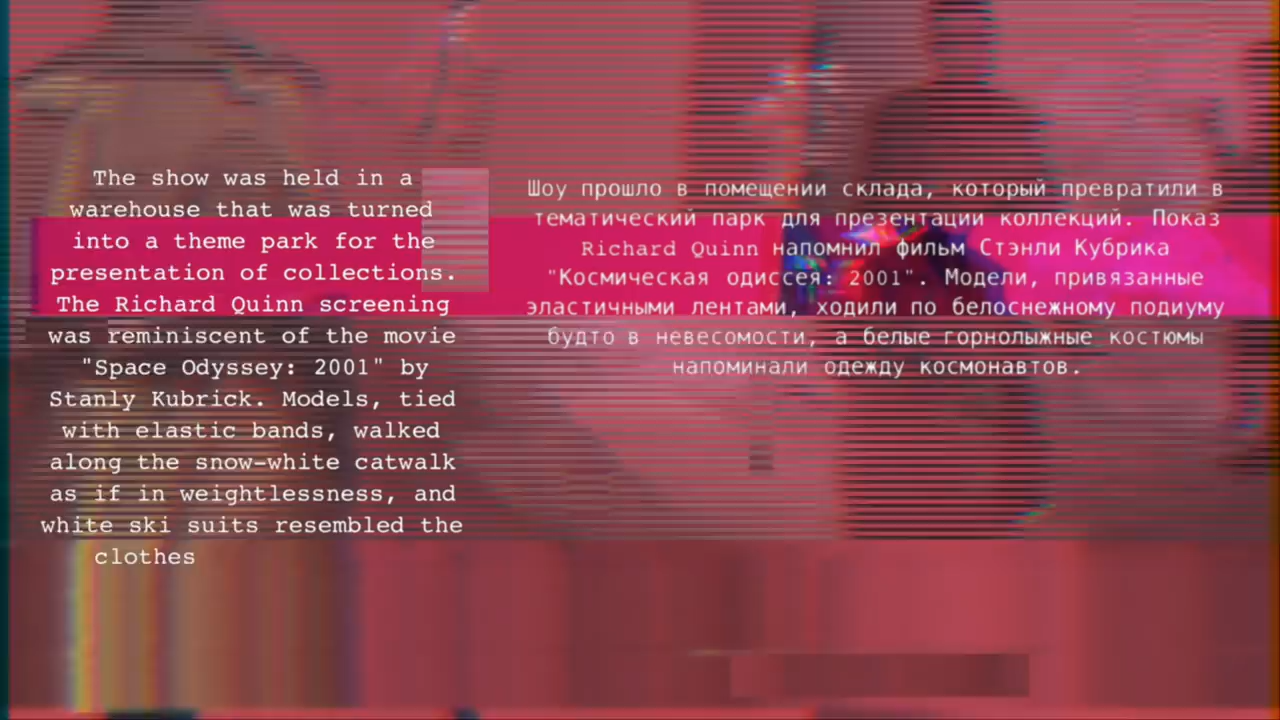 The show was held in a
warehouse that was turned
into a theme park for the
presentation of collections.
The Richard Quinn screening
was reminiscent of the movie
"Space Odyssey: 2001" by
Stanly Kubrick. Models, tied
with elastic bands, walked
along the snow-white catwalk
as if in weightlessness, and
white ski suits resembled the
clothes
Шоу прошло в помещении склада, который превратили в
тематический парк для презентации коллекций. Показ
Richard Quinn напомнил фильм Стэнли Кубрика
"Космическая одиссея: 2001". Модели, привязанные
эластичными лентами, ходили по белоснежному подиуму
будто в невесомости, а белые горнолыжные костюмы
напоминали одежду космонавтов.